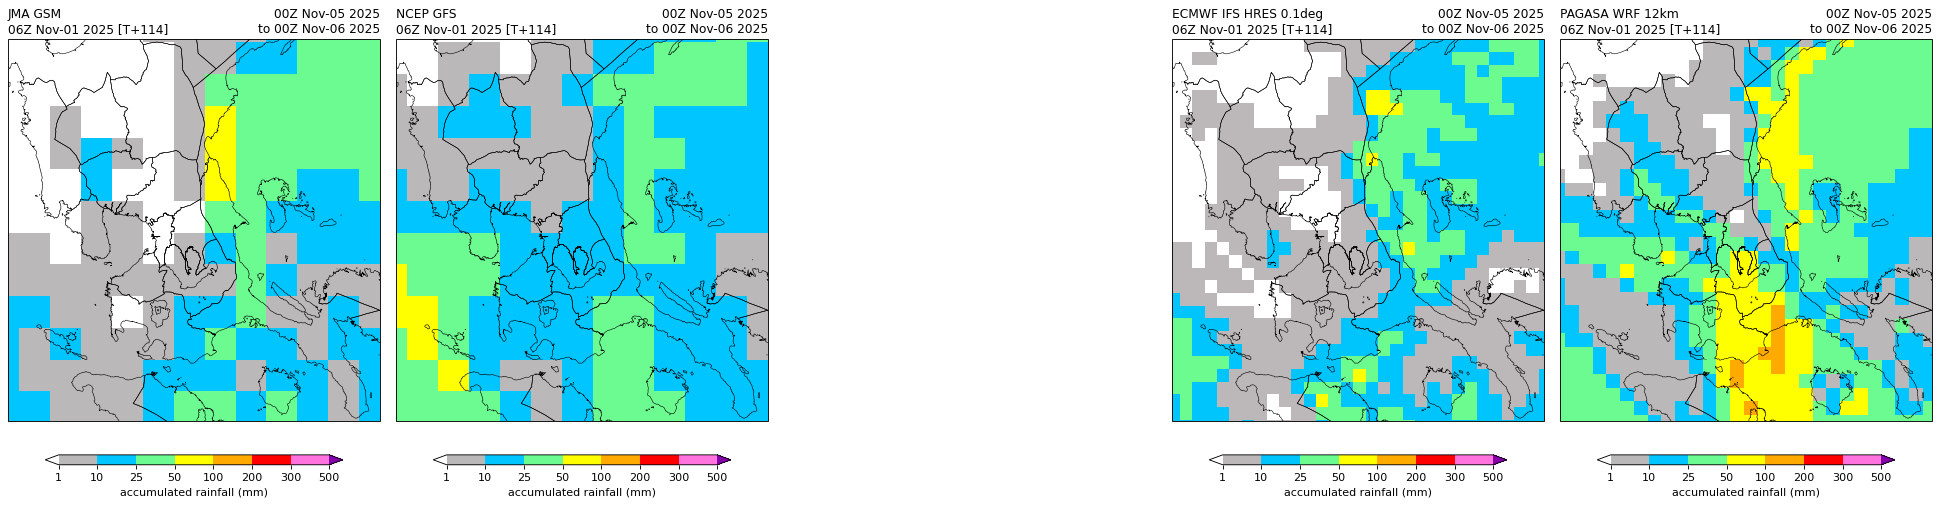 JMA GSM
00Z Nov-05 2025
06Z Nov-01 2025 [T+114]
to 00Z Nov-06 2025
1 10 25 50 100 200 300 500
accumulated rainfall (mm)
NCEP GFS
00Z Nov-05 2025
06Z Nov-01 2025 [T+114]
to 00Z Nov-06 2025
1 10 25 50 100 200 300 500
accumulated rainfall (mm)
ECMWF IFS HRES 0.1deg
00Z Nov-05 2025
06Z Nov-01 2025 [T+114]
to 00Z Nov-06 2025
1 10 25 50 100 200 300 500
accumulated rainfall (mm)
PAGASA WRF 12km
00Z Nov-05 2025
06Z Nov-01 2025 [T+114]
to 00Z Nov-06 2025
1 10 25 50 100 200 300 500
accumulated rainfall (mm)